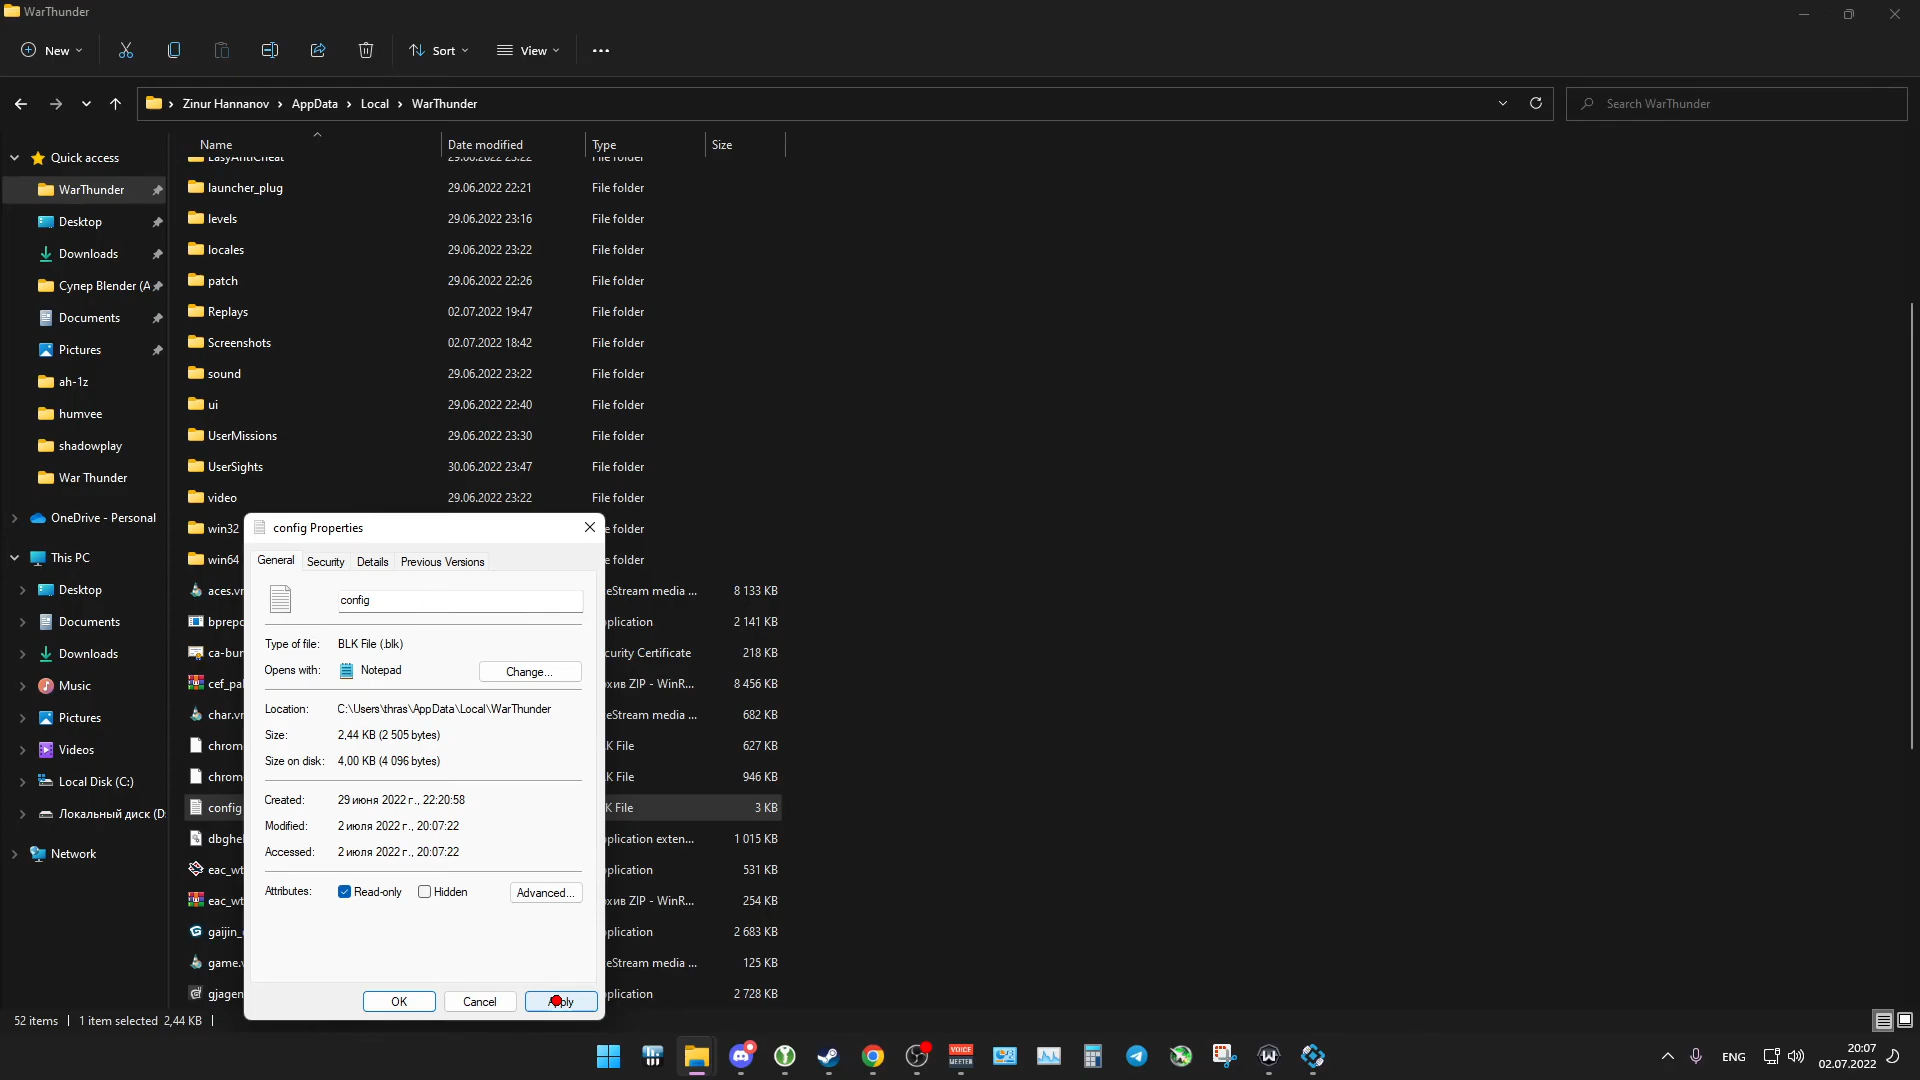 WarThunder
New
Sort
View
Zinur Hannanov > AppData > Local > WarThunder
Search WarThunder
Name
Date modified
Type
Size
Quick access
WarThunder
Desktop
Downloads
Супер Blender (A
Documents
Pictures
ah-1z
humvee
shadowplay
War Thunder
OneDrive - Personal
This PC
Desktop
Documents
Downloads
Music
Pictures
Videos
Local Disk (C:)
Локальный диск (D:
Network
EasyAntiCheat 29.06.2022 23:22 File folder
launcher_plug 29.06.2022 22:21 File folder
levels 29.06.2022 23:16 File folder
locales 29.06.2022 23:22 File folder
patch 29.06.2022 22:26 File folder
Replays 02.07.2022 19:47 File folder
Screenshots 02.07.2022 18:42 File folder
sound 29.06.2022 23:22 File folder
ui 29.06.2022 22:40 File folder
UserMissions 29.06.2022 23:30 File folder
UserSights 30.06.2022 23:47 File folder
video 29.06.2022 23:22 File folder
win32 e folder
win64 e folder
aces.vr eStream media ... 8 133 KB
bprepo plication 2 141 KB
ca-bur curity Certificate 218 KB
cef_pal хив ZIP - WinR... 8 456 KB
char.vr eStream media ... 682 KB
chrom K File 627 KB
chrom K File 946 KB
config K File 3 KB
dbghel plication exten... 1 015 KB
eac_wt plication 531 KB
eac_wt хив ZIP - WinR... 254 KB
gaijin_ plication 2 683 KB
game.v eStream media ... 125 KB
gjagen plication 2 728 KB
config Properties
General
Security
Details
Previous Versions
config
Type of file: BLK File (.blk)
Opens with: Notepad
Change...
Location: C:\Users\thras\AppData\Local\WarThunder
Size: 2,44 KB (2 505 bytes)
Size on disk: 4,00 KB (4 096 bytes)
Created: 29 июня 2022 г., 22:20:58
Modified: 2 июля 2022 г., 20:07:22
Accessed: 2 июля 2022 г., 20:07:22
Attributes: Read-only Hidden
Advanced...
OK
Cancel
Apply
52 items
1 item selected 2,44 KB
VOICE
MEETER
ENG
20:07
02.07.2022